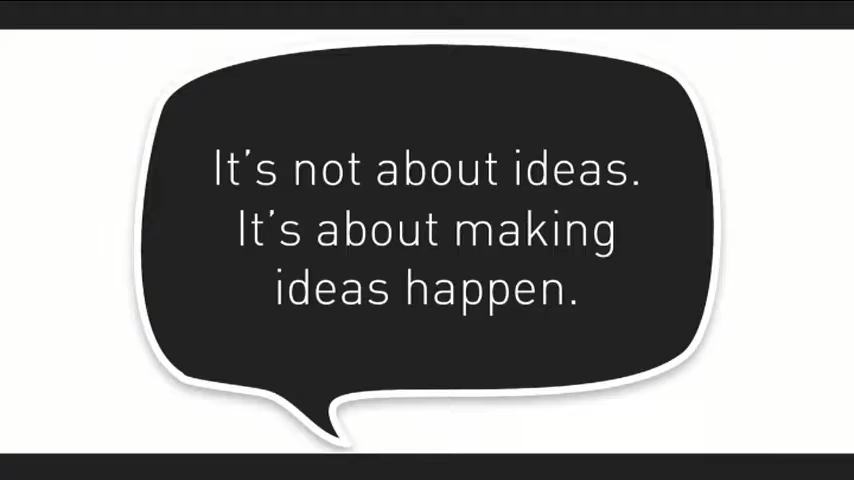 It’s not about ideas.
It’s about making
ideas happen.